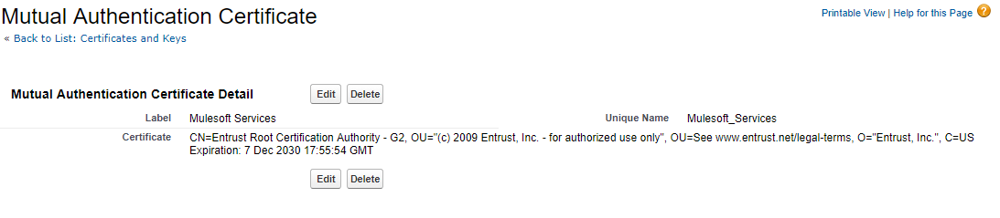 Mutual Authentication Certificate
Printable View | Help for this Page ?
« Back to List: Certificates and Keys
Mutual Authentication Certificate Detail Edit Delete
Label Mulesoft Services Unique Name Mulesoft_Services
Certificate CN=Entrust Root Certification Authority - G2, OU="(c) 2009 Entrust, Inc. - for authorized use only", OU=See www.entrust.net/legal-terms, O="Entrust, Inc.", C=US
Expiration: 7 Dec 2030 17:55:54 GMT
Edit Delete